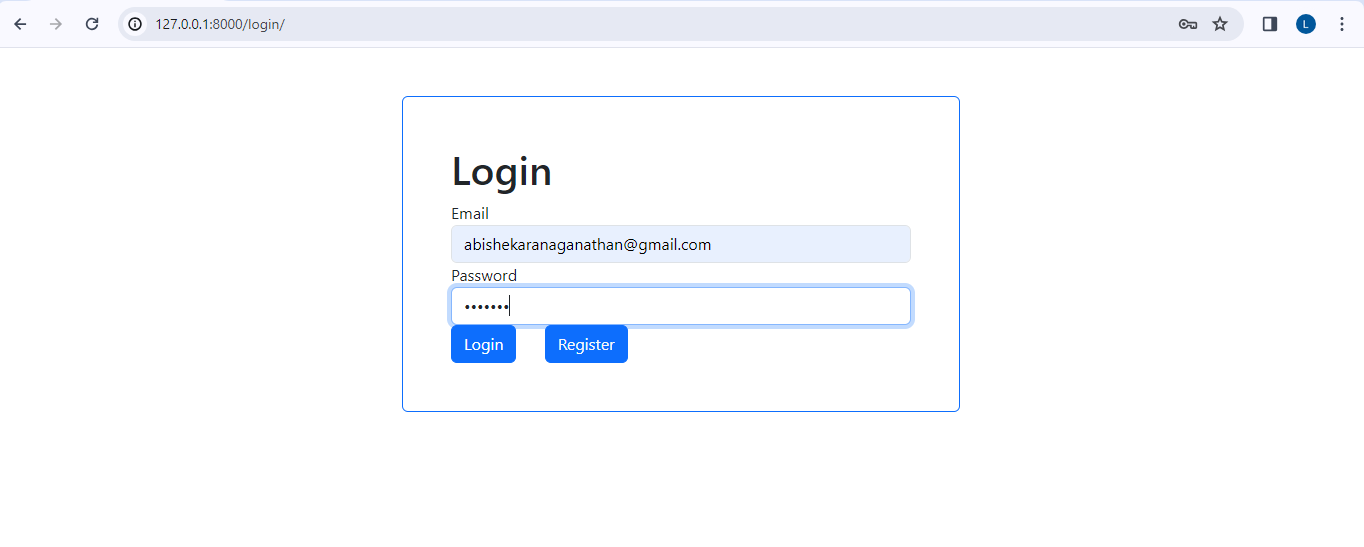 127.0.0.1:8000/login/
L
Login
Email
abishekaranaganathan@gmail.com
Password
•••••••
Login Register